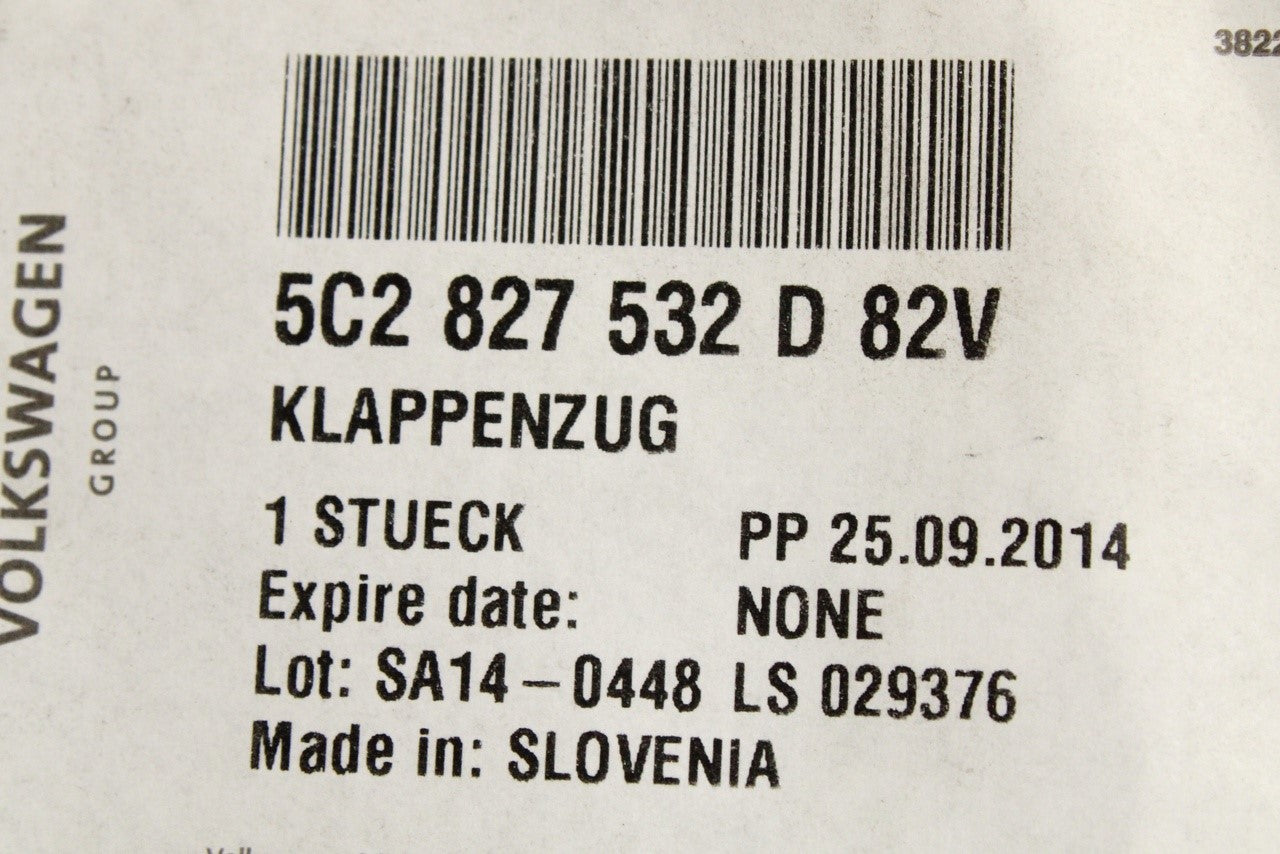 3822
VOLKSWAGEN
GROUP
5C2 827 532 D 82V
KLAPPENZUG
1 STUECK PP 25.09.2014
Expire date: NONE
Lot: SA14-0448 LS 029376
Made in: SLOVENIA